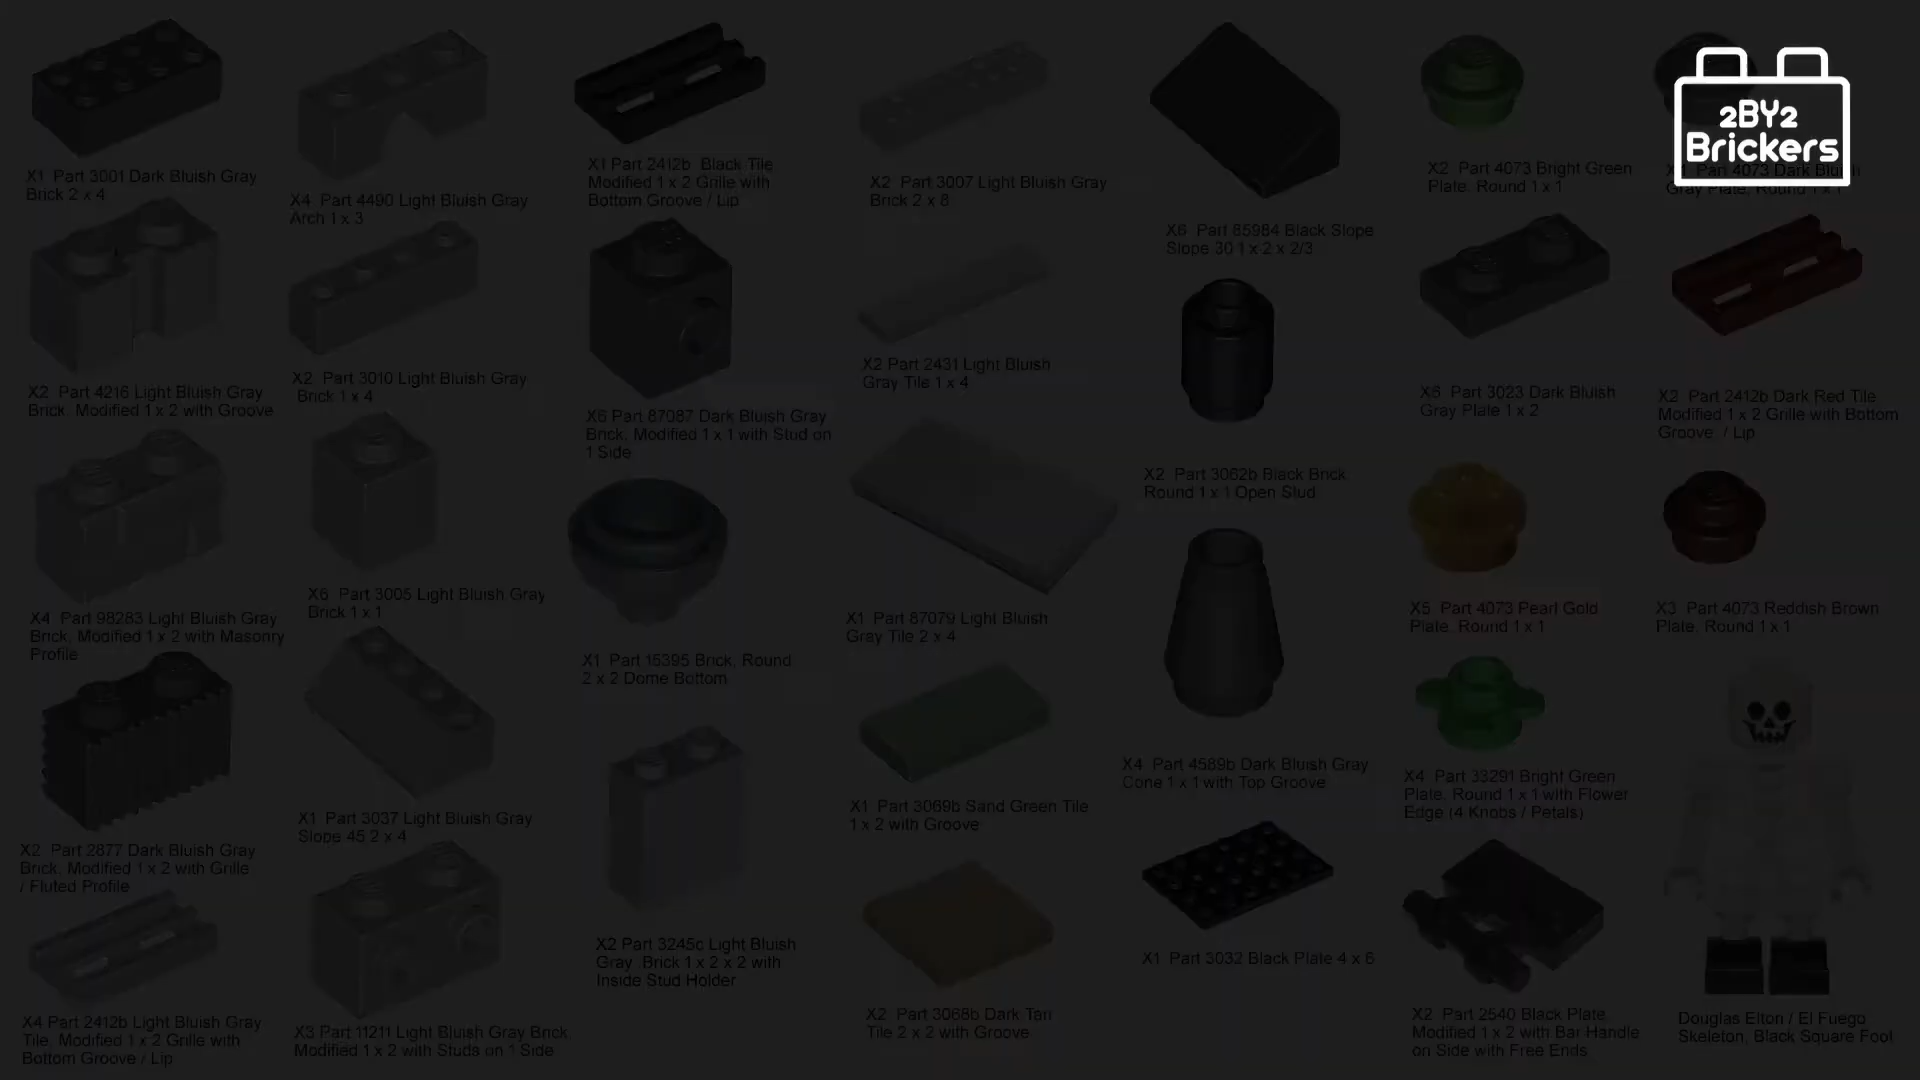 2BY2
Brickers
X1 Part 3001 Dark Bluish Gray
Brick 2 x 4
X4 Part 4490 Light Bluish Gray
Arch 1 x 3
X1 Part 2412b Black Tile
Modified 1 x 2 Grille with
Bottom Groove / Lip
X2 Part 3007 Light Bluish Gray
Brick 2 x 8
X6 Part 85984 Black Slope
Slope 30 1 x 2 x 2/3
X2 Part 4073 Bright Green
Plate, Round 1 x 1
Part 4073 Dark Bluish
Gray Plate, Round 1 x 1
X2 Part 4216 Light Bluish Gray
Brick, Modified 1 x 2 with Groove
X2 Part 3010 Light Bluish Gray
Brick 1 x 4
X6 Part 87087 Dark Bluish Gray
Brick, Modified 1 x 1 with Stud on
1 Side
X2 Part 2431 Light Bluish
Gray Tile 1 x 4
X2 Part 3062b Black Brick
Round 1 x 1 Open Stud
X6 Part 3023 Dark Bluish
Gray Plate 1 x 2
X2 Part 2412b Dark Red Tile,
Modified 1 x 2 Grille with Bottom
Groove / Lip
X4 Part 98283 Light Bluish Gray
Brick, Modified 1 x 2 with Masonry
Profile
X6 Part 3005 Light Bluish Gray
Brick 1 x 1
X1 Part 15395 Brick, Round
2 x 2 Dome Bottom
X1 Part 87079 Light Bluish
Gray Tile 2 x 4
X4 Part 4589b Dark Bluish Gray
Cone 1 x 1 with Top Groove
X5 Part 4073 Pearl Gold
Plate, Round 1 x 1
X3 Part 4073 Reddish Brown
Plate, Round 1 x 1
X2 Part 2877 Dark Bluish Gray
Brick, Modified 1 x 2 with Grille
/ Fluted Profile
X1 Part 3037 Light Bluish Gray
Slope 45 2 x 4
X2 Part 3245c Light Bluish
Gray Brick 1 x 2 x 2 with
Inside Stud Holder
X1 Part 3069b Sand Green Tile
1 x 2 with Groove
X1 Part 3032 Black Plate 4 x 6
X4 Part 33291 Bright Green
Plate, Round 1 x 1 with Flower
Edge (4 Knobs / Petals)
X4 Part 2412b Light Bluish Gray
Tile, Modified 1 x 2 Grille with
Bottom Groove / Lip
X3 Part 11211 Light Bluish Gray Brick,
Modified 1 x 2 with Studs on 1 Side
X2 Part 3068b Dark Tan
Tile 2 x 2 with Groove
X2 Part 2540 Black Plate,
Modified 1 x 2 with Bar Handle
on Side with Free Ends
Douglas Elton / El Fuego
Skeleton, Black Square Foot